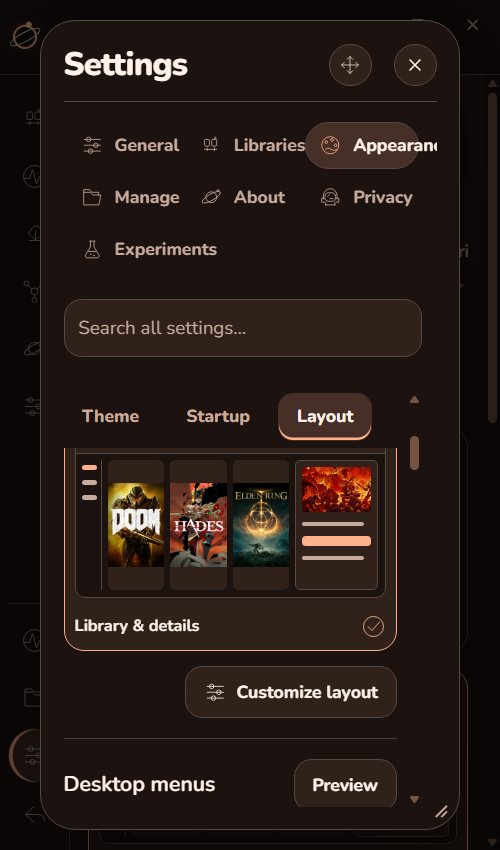 Settings
General
Libraries
Appearanc
Manage
About
Privacy
Experiments
Search all settings...
Theme
Startup
Layout
DOOM
HADES
ELDEN RING
Library & details
Customize layout
Desktop menus
Preview